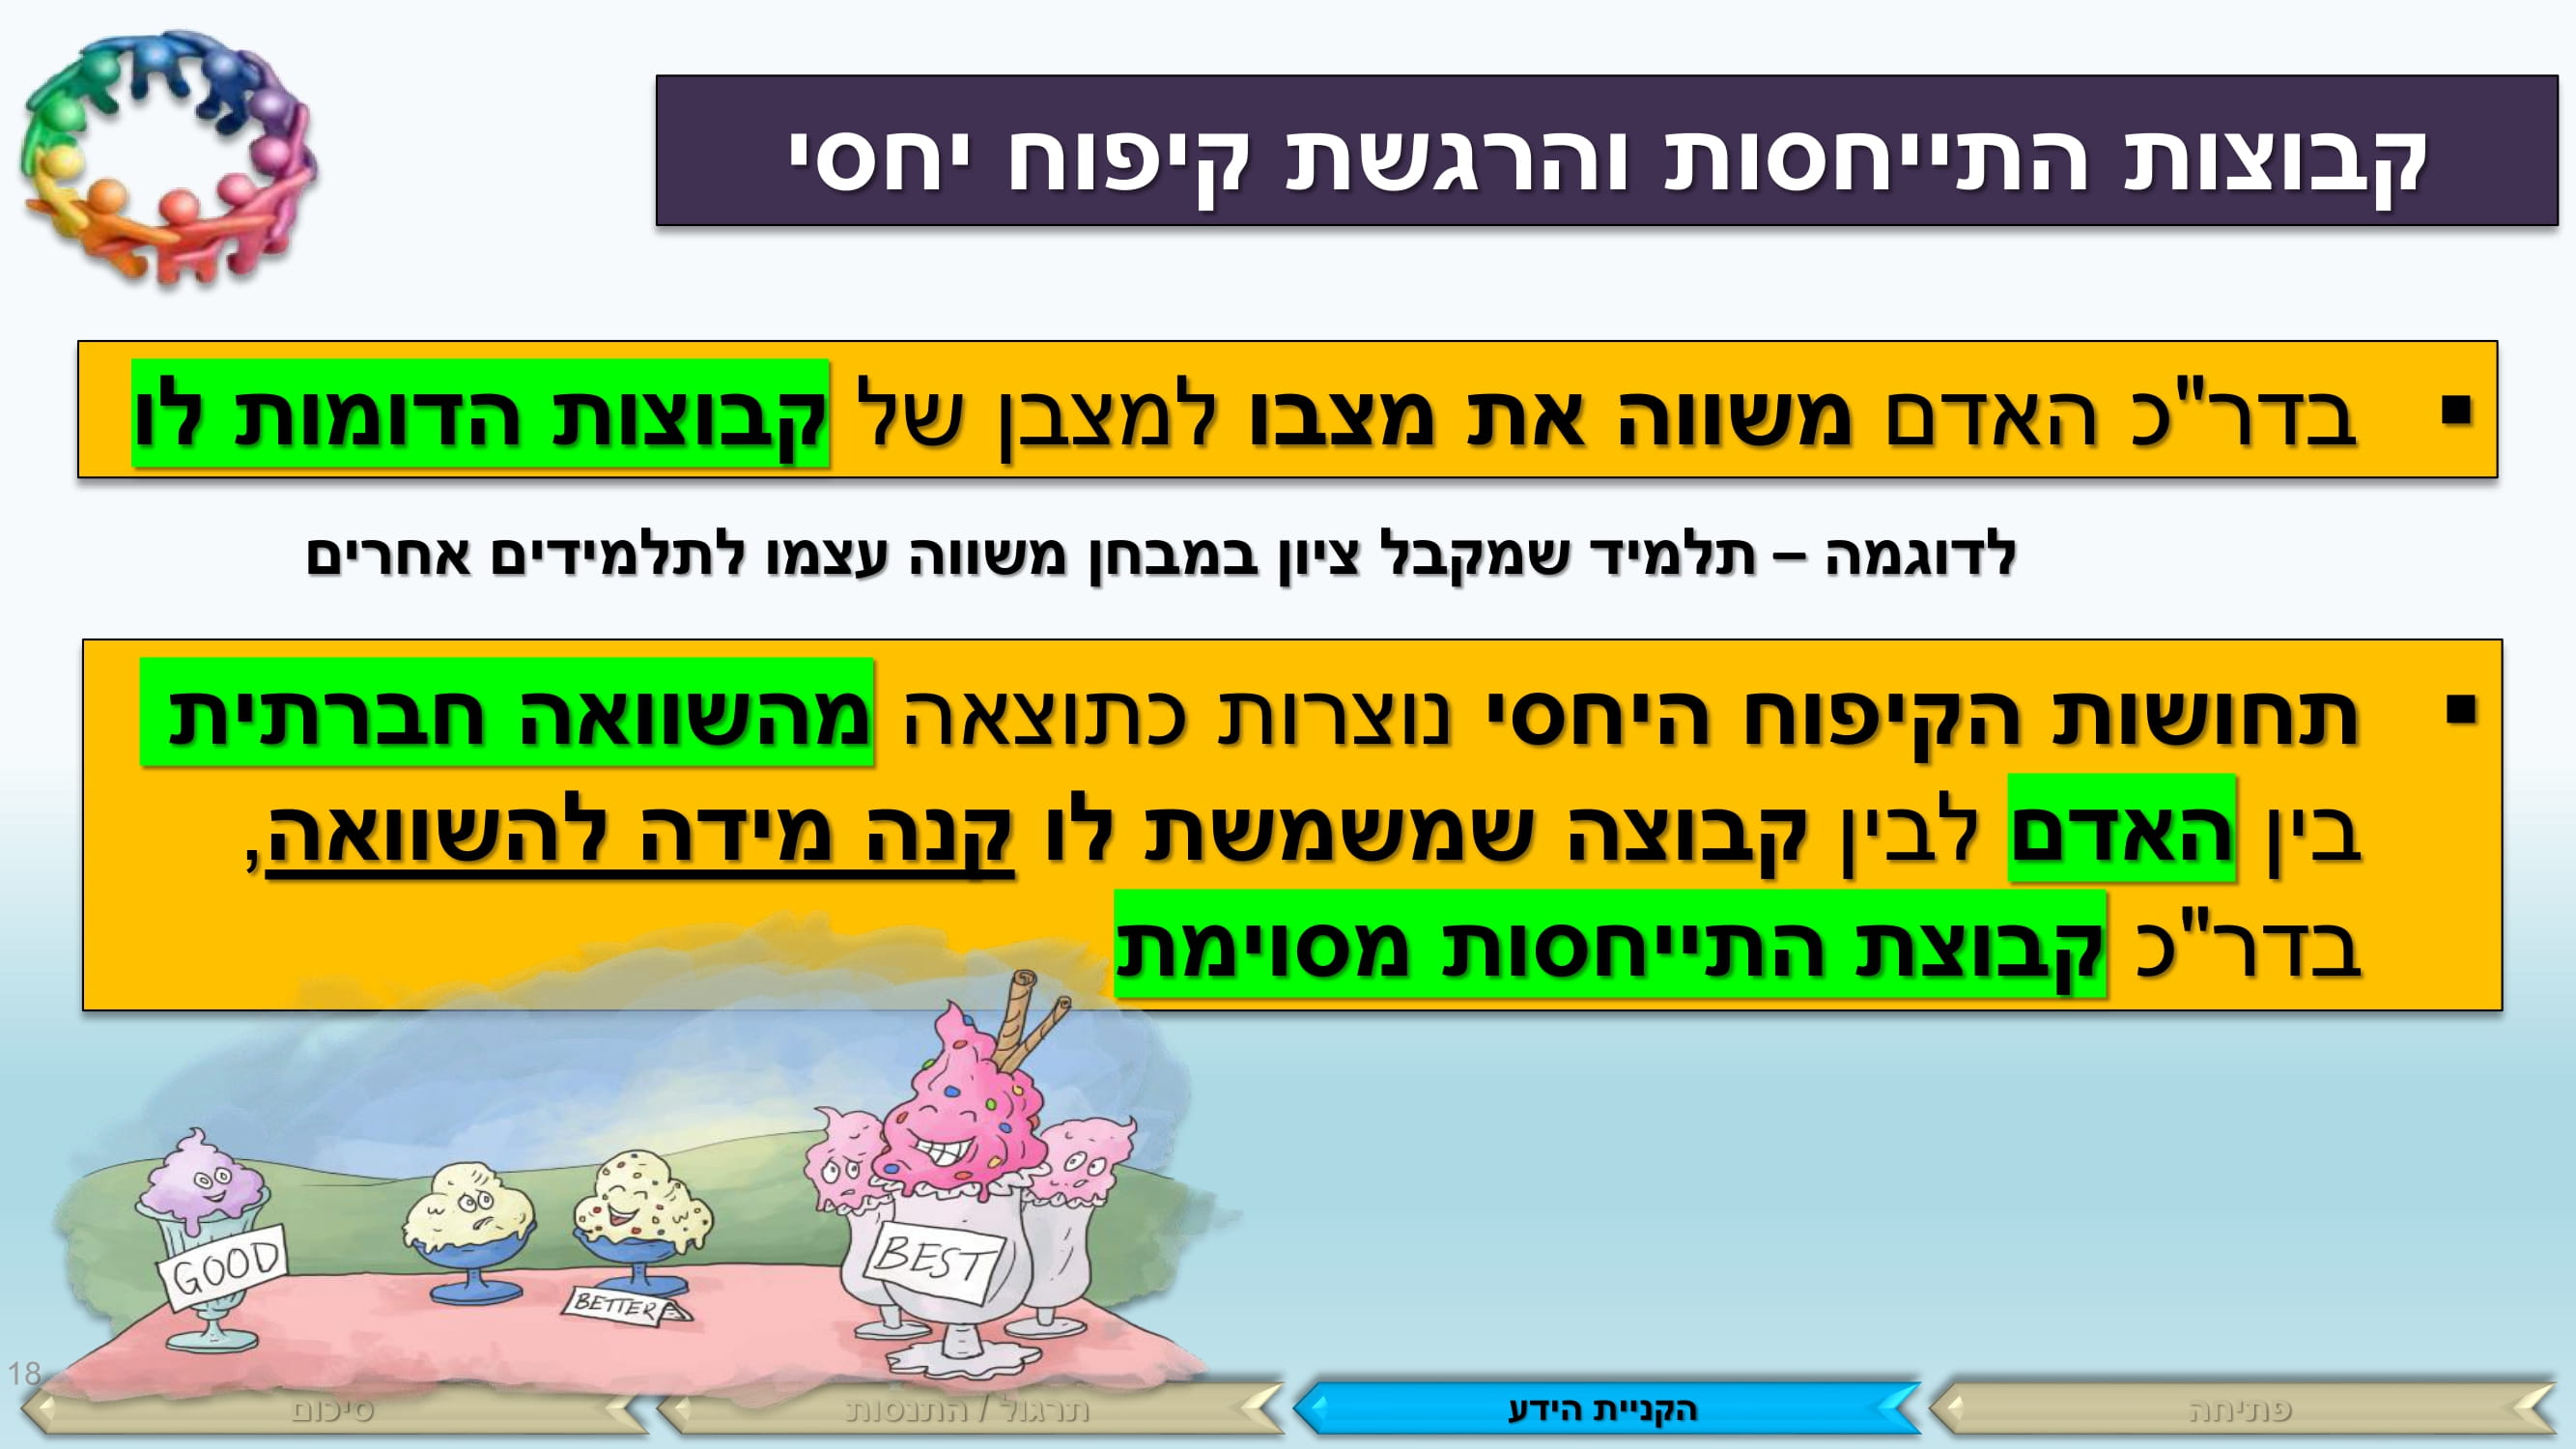 קבוצות התייחסות והרגשת קיפוח יחסי
▪ בדר"כ האדם משווה את מצבו למצבן של קבוצות הדומות לו
לדוגמה – תלמיד שמקבל ציון במבחן משווה עצמו לתלמידים אחרים
▪ תחושות הקיפוח היחסי נוצרות כתוצאה מהשוואה חברתית
בין האדם לבין קבוצה שמשמשת לו קנה מידה להשוואה,
בדר"כ קבוצת התייחסות מסוימת
GOOD
BETTER
BEST
18
פתיחה
הקניית הידע
תרגול / התנסות
סיכום